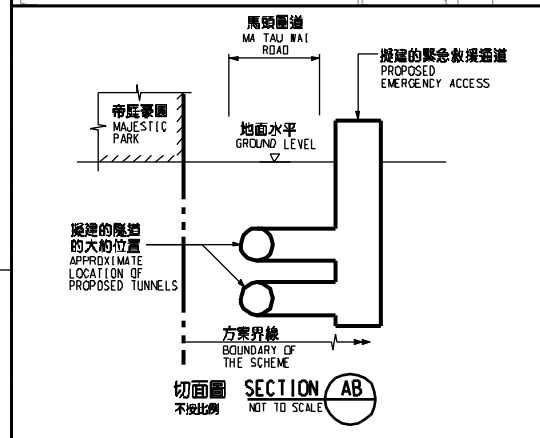 馬頭圍道
MA TAU WAI
ROAD
擬建的緊急救援通道
PROPOSED
EMERGENCY ACCESS
帝庭豪園
MAJESTIC
PARK
地面水平
GROUND LEVEL
擬建的隧道
的大約位置
APPROXIMATE
LOCATION OF
PROPOSED TUNNELS
方案界線
BOUNDARY OF
THE SCHEME
切面圖 SECTION AB
不按比例 NOT TO SCALE